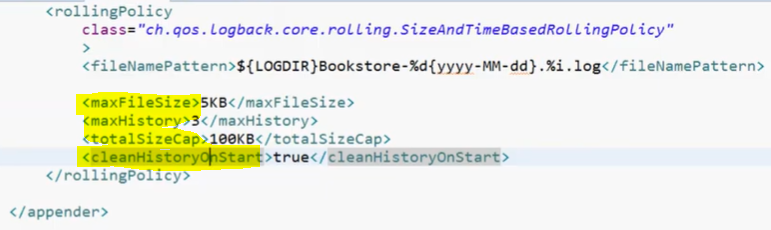 <rollingPolicy
class="ch.qos.logback.core.rolling.SizeAndTimeBasedRollingPolicy"
>
<fileNamePattern>${LOGDIR}Bookstore-%d{yyyy-MM-dd}.%i.log</fileNamePattern>
<maxFileSize>5KB</maxFileSize>
<maxHistory>3</maxHistory>
<totalSizeCap>100KB</totalSizeCap>
<cleanHistoryOnStart>true</cleanHistoryOnStart>
</rollingPolicy>
</appender>